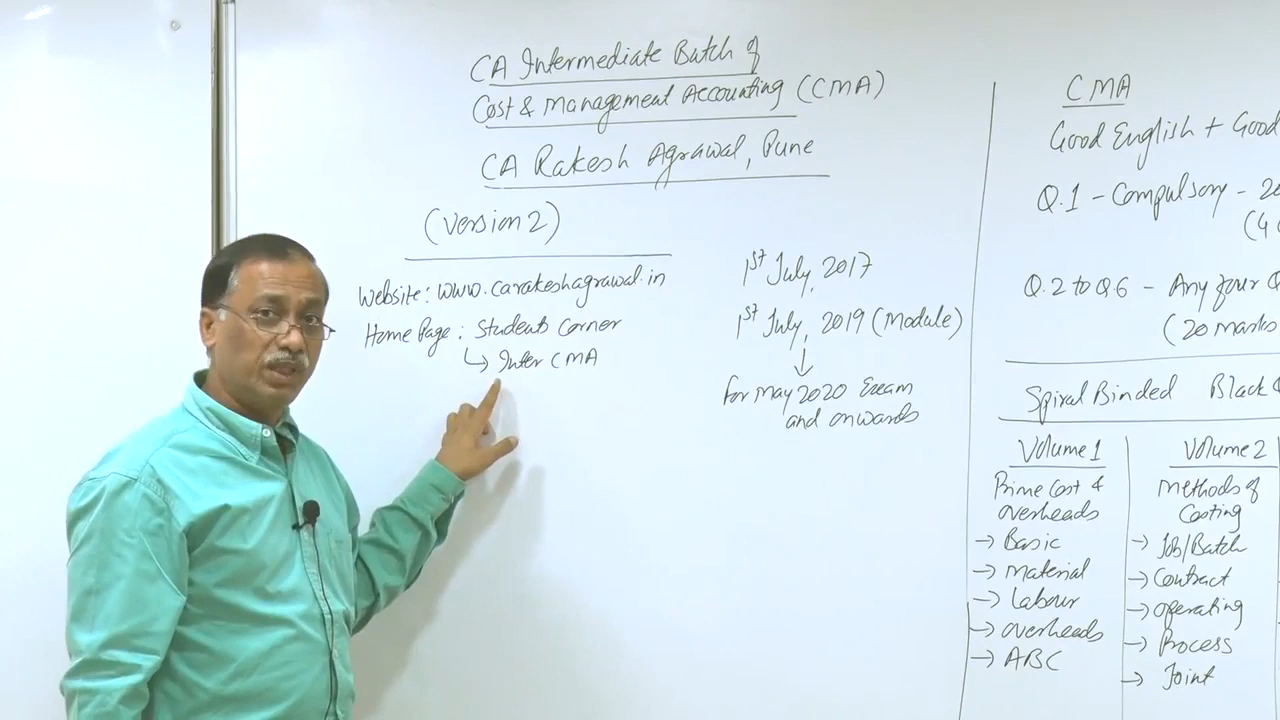 CA Intermediate Batch of
Cost & Management Accounting (CMA)
CA Rakesh Agrawal, Pune
(Version 2)
Website: www.carakeshagrawal.in
Home Page: Students Corner
↳ Inter CMA
1st July, 2017
1st July, 2019 (Module)
↓
For May 2020 Exam
and onwards
CMA
Good English + Good
Q.1 - Compulsory -
Q.2 to Q.6 - Any four
(20 marks
Spiral Binded Black
Volume 1
Prime Cost &
overheads
→ Basic
→ Material
→ Labour
→ overheads
→ ABC
Volume 2
Methods of
Costing
→ Job/Batch
→ Contract
→ operating
→ Process
→ Joint